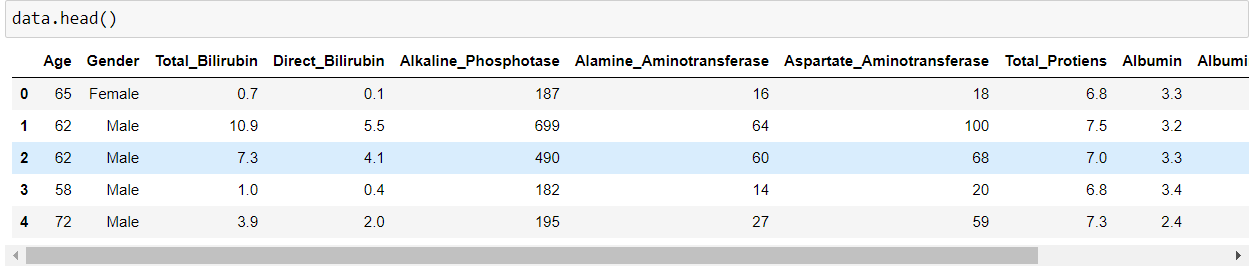 data.head()
Age Gender Total_Bilirubin Direct_Bilirubin Alkaline_Phosphotase Alamine_Aminotransferase Aspartate_Aminotransferase Total_Protiens Albumin Albumi
0 65 Female 0.7 0.1 187 16 18 6.8 3.3
1 62 Male 10.9 5.5 699 64 100 7.5 3.2
2 62 Male 7.3 4.1 490 60 68 7.0 3.3
3 58 Male 1.0 0.4 182 14 20 6.8 3.4
4 72 Male 3.9 2.0 195 27 59 7.3 2.4